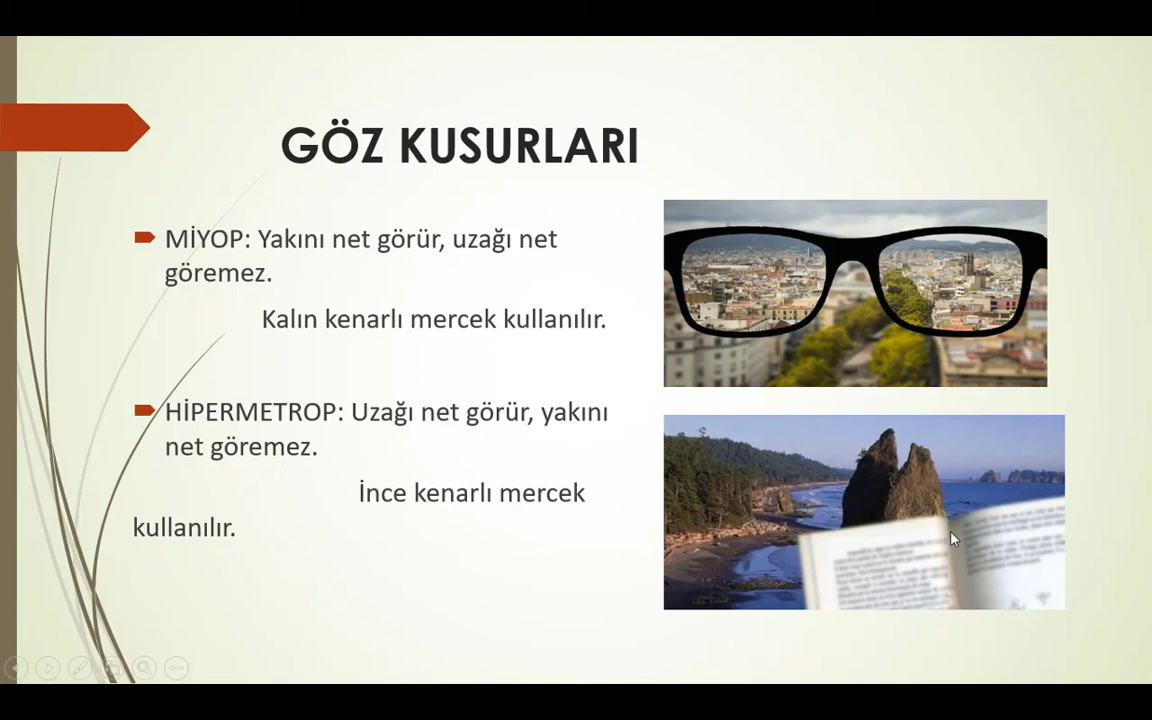 GÖZ KUSURLARI
MİYOP: Yakını net görür, uzağı net
göremez.
Kalın kenarlı mercek kullanılır.
HİPERMETROP: Uzağı net görür, yakını
net göremez.
İnce kenarlı mercek
kullanılır.